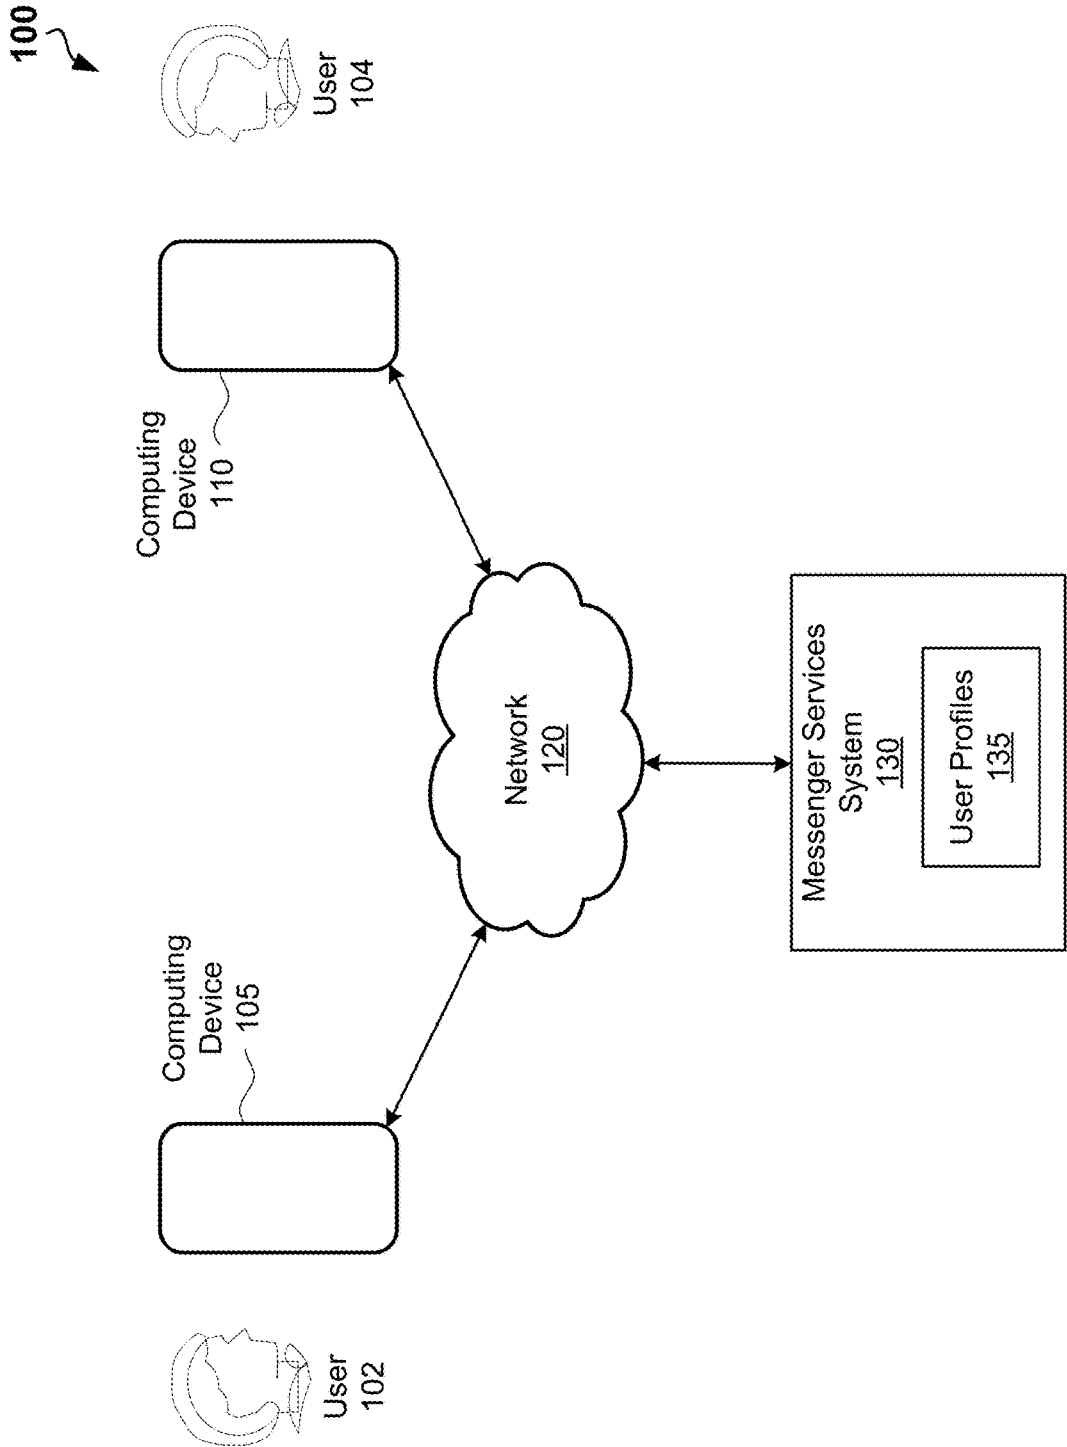 100
User
102
Computing
Device
105
Computing
Device
110
User
104
Network
120
Messenger Services
System
130
User Profiles
135